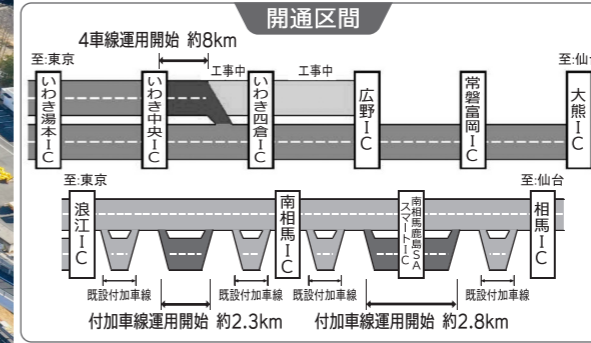 開通区間
4車線運用開始 約8km
至:東京
工事中
工事中
至:仙台
いわき湯本IC
いわき中央IC
いわき四倉IC
広野IC
常磐富岡IC
大熊IC
至:東京
至:仙台
浪江IC
南相馬IC
南相馬鹿島SA
スマートIC
相馬IC
既設付加車線
既設付加車線
既設付加車線
既設付加車線
付加車線運用開始 約2.3km
付加車線運用開始 約2.8km